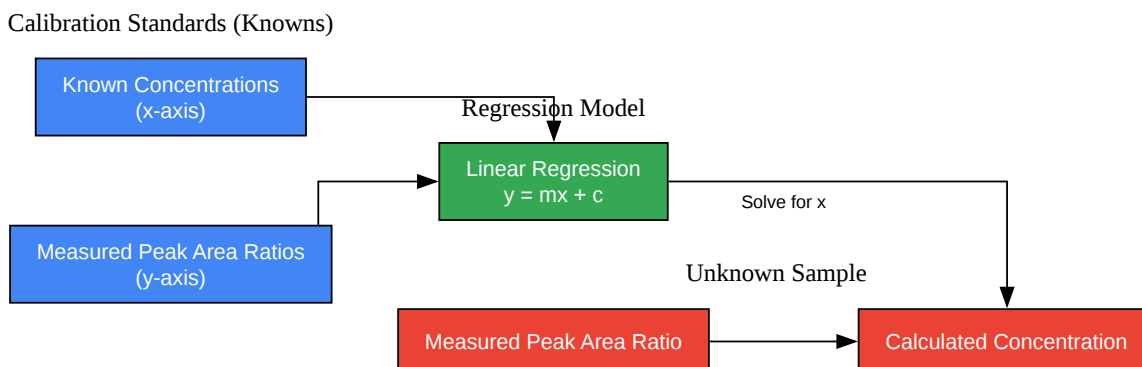 Calibration Standards (Knowns)
Known Concentrations
(x-axis)
Regression Model
Linear Regression
y = mx + c
Solve for x
Measured Peak Area Ratios
(y-axis)
Unknown Sample
Measured Peak Area Ratio
Calculated Concentration